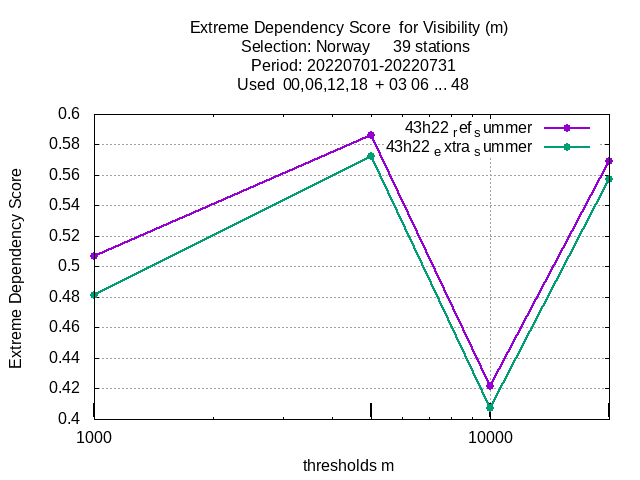 Extreme Dependency Score  for Visibility (m)
Selection: Norway     39 stations
Period: 20220701-20220731
Used  00,06,12,18  + 03 06 ... 48
0.6
43h22 ref summer
0.58
43h22 extra summer
0.56
0.54
0.52
0.5
0.48
0.46
0.44
0.42
0.4
Extreme Dependency Score
1000
10000
thresholds m